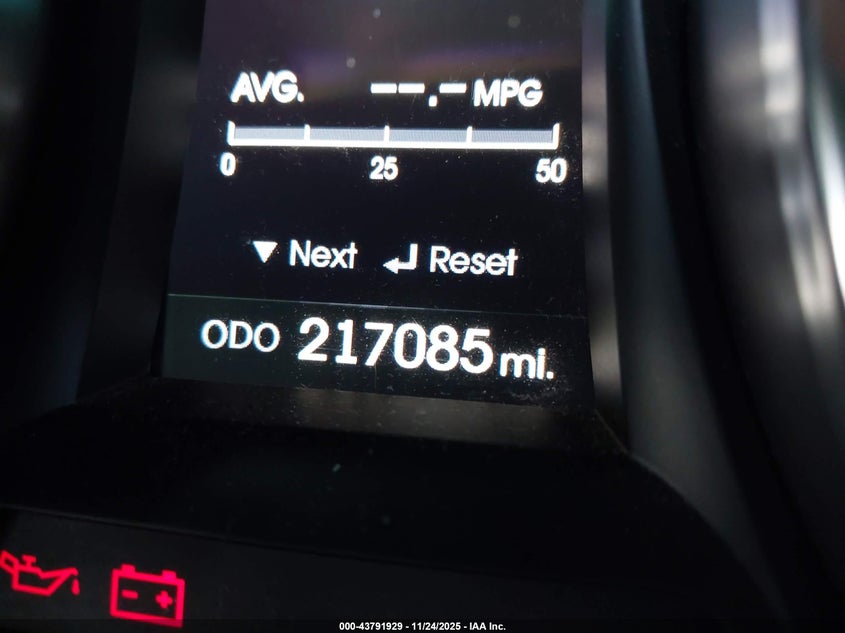 AVG. --.- MPG
0 25 50
▼ Next ↵ Reset
ODO 217085 mi.
000-43791929 - 11/24/2025 - IAA Inc.